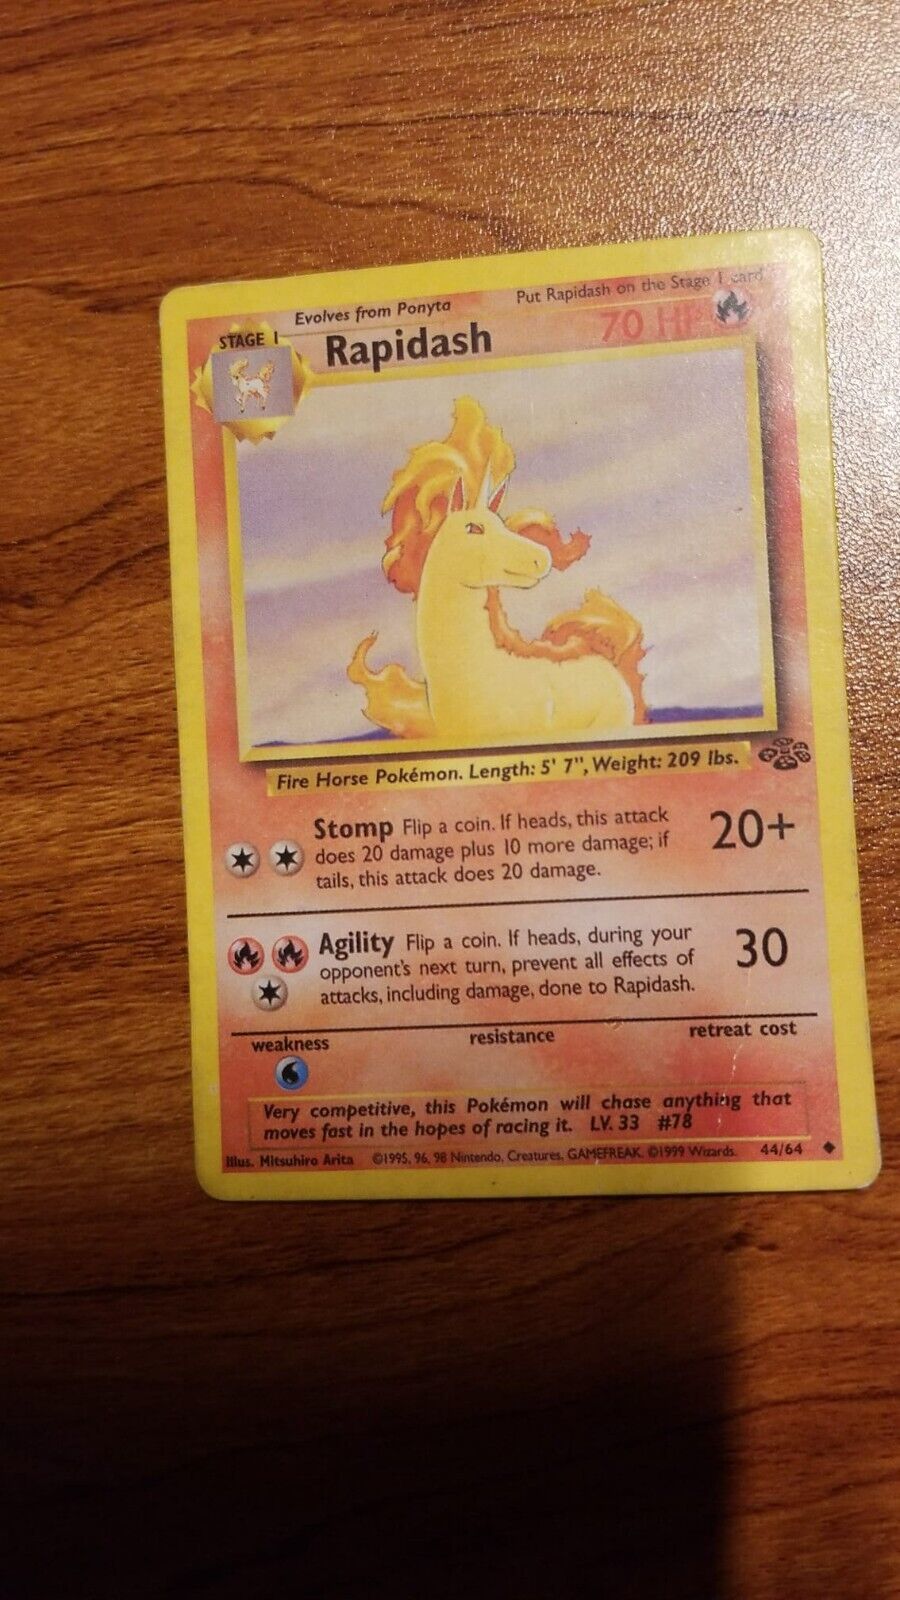 Evolves from Ponyta
Put Rapidash on the Stage 1 card
STAGE 1
Rapidash
70 HP
Fire Horse Pokémon. Length: 5' 7", Weight: 209 lbs.
Stomp Flip a coin. If heads, this attack
does 20 damage plus 10 more damage; if
tails, this attack does 20 damage.
20+
Agility Flip a coin. If heads, during your
opponent's next turn, prevent all effects of
attacks, including damage, done to Rapidash.
30
weakness
resistance
retreat cost
Very competitive, this Pokémon will chase anything that
moves fast in the hopes of racing it. LV. 33 #78
Illus. Mitsuhiro Arita ©1995, 96, 98 Nintendo, Creatures, GAMEFREAK. ©1999 Wizards. 44/64